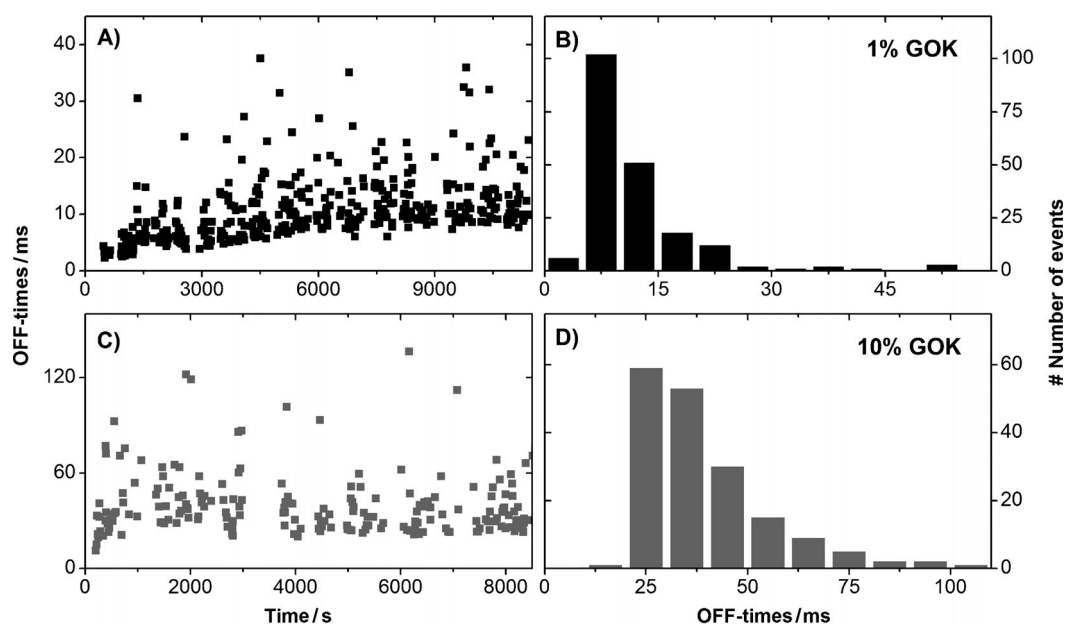 A)
40
30
20
10
0
0 3000 6000 9000
B)
1% GOK
100
75
50
25
0
0 15 30 45
OFF-times / ms
# Number of events
C)
120
60
0
0 2000 4000 6000 8000
Time / s
D)
10% GOK
60
40
20
0
0 25 50 75 100
OFF-times / ms